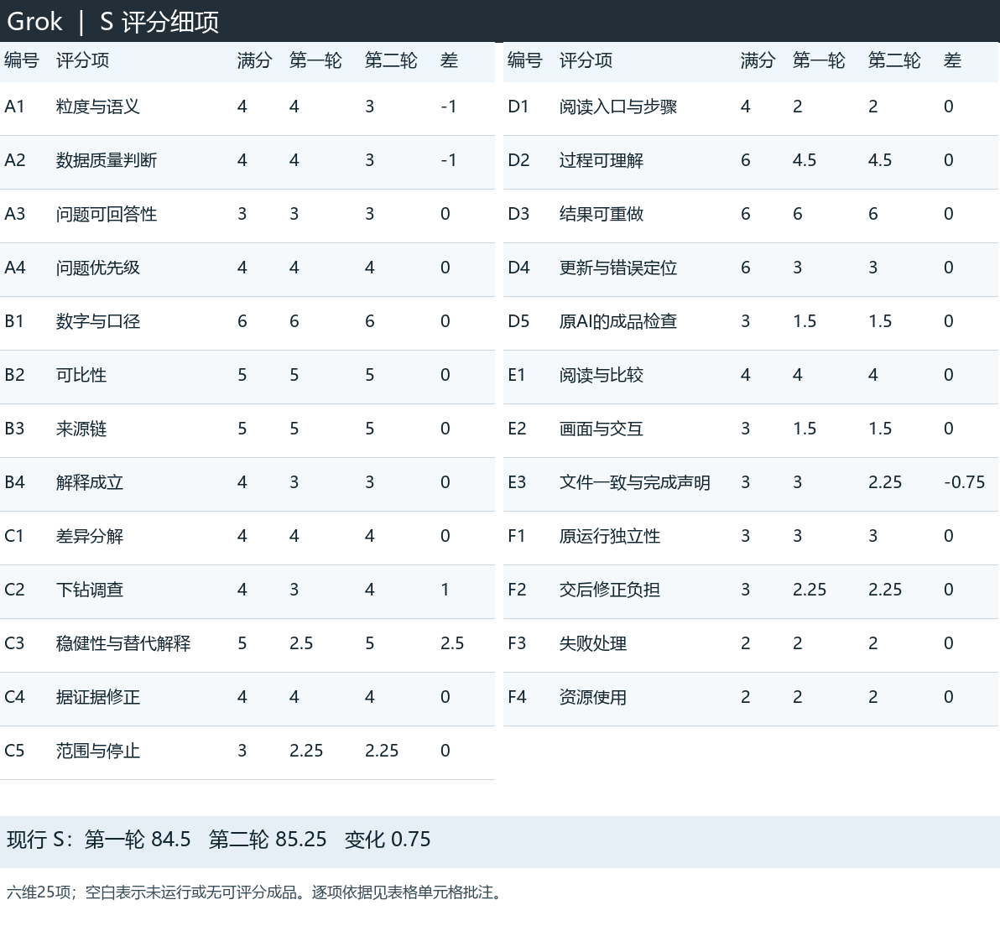 Grok | S 评分细项
编号 评分项 满分 第一轮 第二轮 差
A1 粒度与语义 4 4 3 -1
A2 数据质量判断 4 4 3 -1
A3 问题可回答性 3 3 3 0
A4 问题优先级 4 4 4 0
B1 数字与口径 6 6 6 0
B2 可比性 5 5 5 0
B3 来源链 5 5 5 0
B4 解释成立 4 3 3 0
C1 差异分解 4 4 4 0
C2 下钻调查 4 3 4 1
C3 稳健性与替代解释 5 2.5 5 2.5
C4 据证据修正 4 4 4 0
C5 范围与停止 3 2.25 2.25 0
编号 评分项 满分 第一轮 第二轮 差
D1 阅读入口与步骤 4 2 2 0
D2 过程可理解 6 4.5 4.5 0
D3 结果可重做 6 6 6 0
D4 更新与错误定位 6 3 3 0
D5 原AI的成品检查 3 1.5 1.5 0
E1 阅读与比较 4 4 4 0
E2 画面与交互 3 1.5 1.5 0
E3 文件一致与完成声明 3 3 2.25 -0.75
F1 原运行独立性 3 3 3 0
F2 交后修正负担 3 2.25 2.25 0
F3 失败处理 2 2 2 0
F4 资源使用 2 2 2 0
现行 S：第一轮 84.5 第二轮 85.25 变化 0.75
六维25项；空白表示未运行或无可评分成品。逐项依据见表格单元格批注。